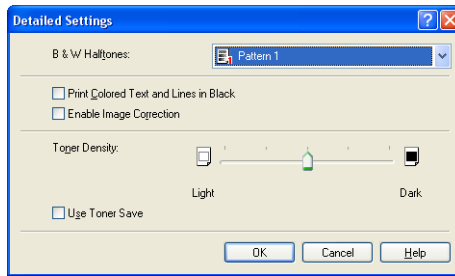 Detailed Settings
B & W Halftones:
Pattern 1
Print Colored Text and Lines in Black
Enable Image Correction
Toner Density:
Light
Dark
Use Toner Save
OK
Cancel
Help